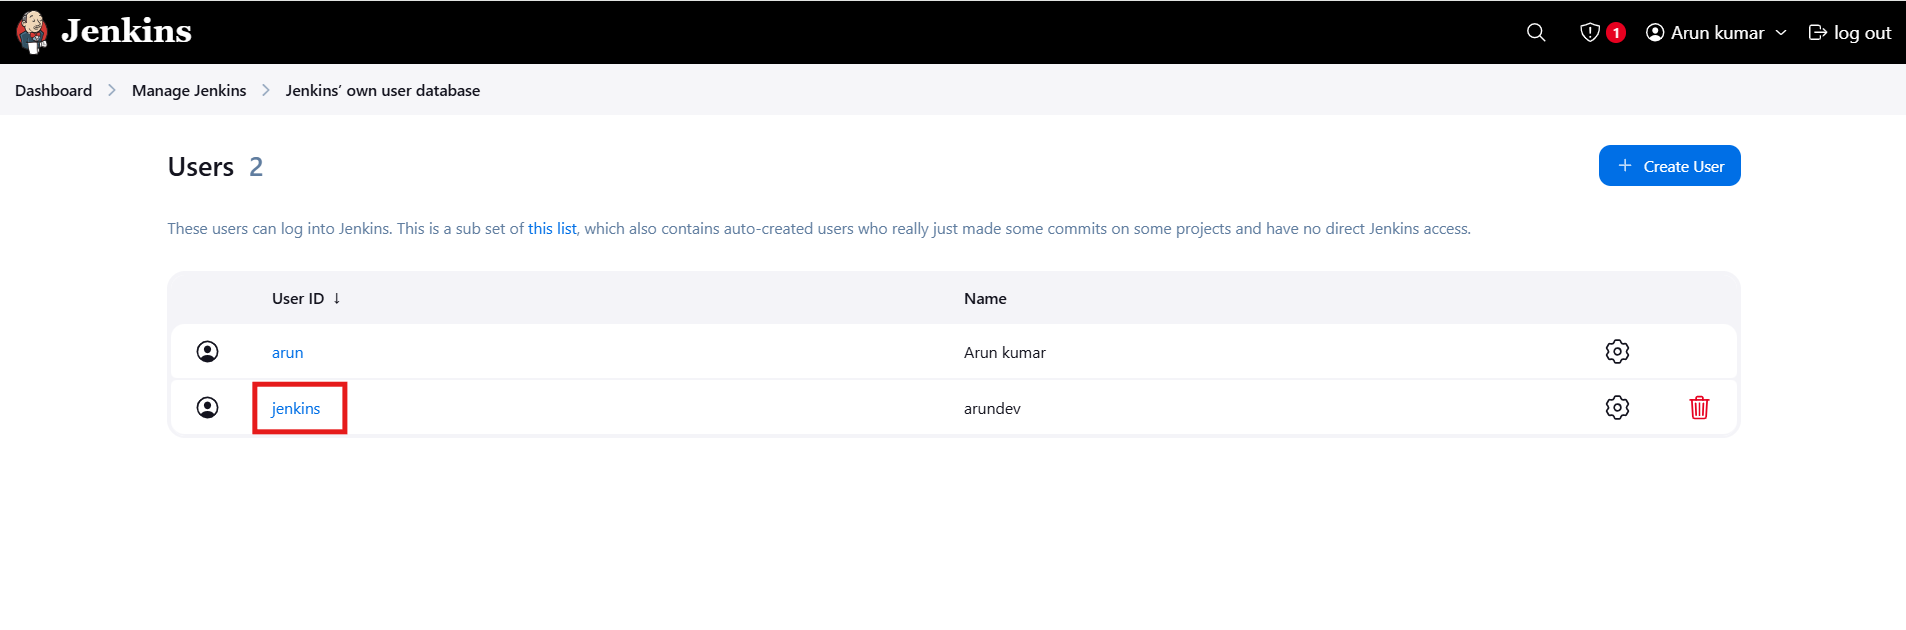 Jenkins
1 Arun kumar log out
Dashboard Manage Jenkins Jenkins’ own user database
Users 2
+ Create User
These users can log into Jenkins. This is a sub set of this list, which also contains auto-created users who really just made some commits on some projects and have no direct Jenkins access.
User ID ↓ Name
arun Arun kumar
jenkins arundev